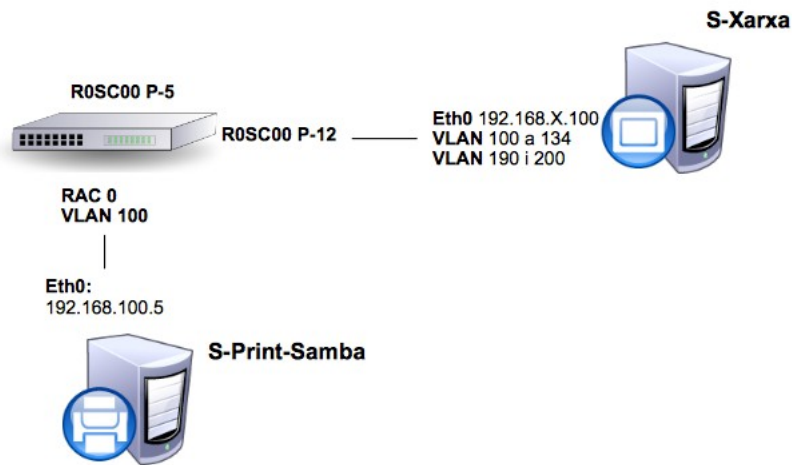 S-Xarxa
R0SC00 P-5
R0SC00 P-12
Eth0 192.168.X.100
VLAN 100 a 134
VLAN 190 i 200
RAC 0
VLAN 100
Eth0:
192.168.100.5
S-Print-Samba